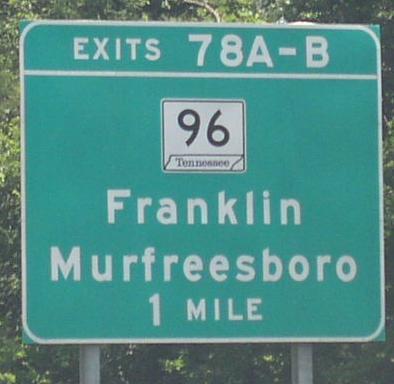 EXITS 78A-B
96
Tennessee
Franklin
Murfreesboro
1 MILE